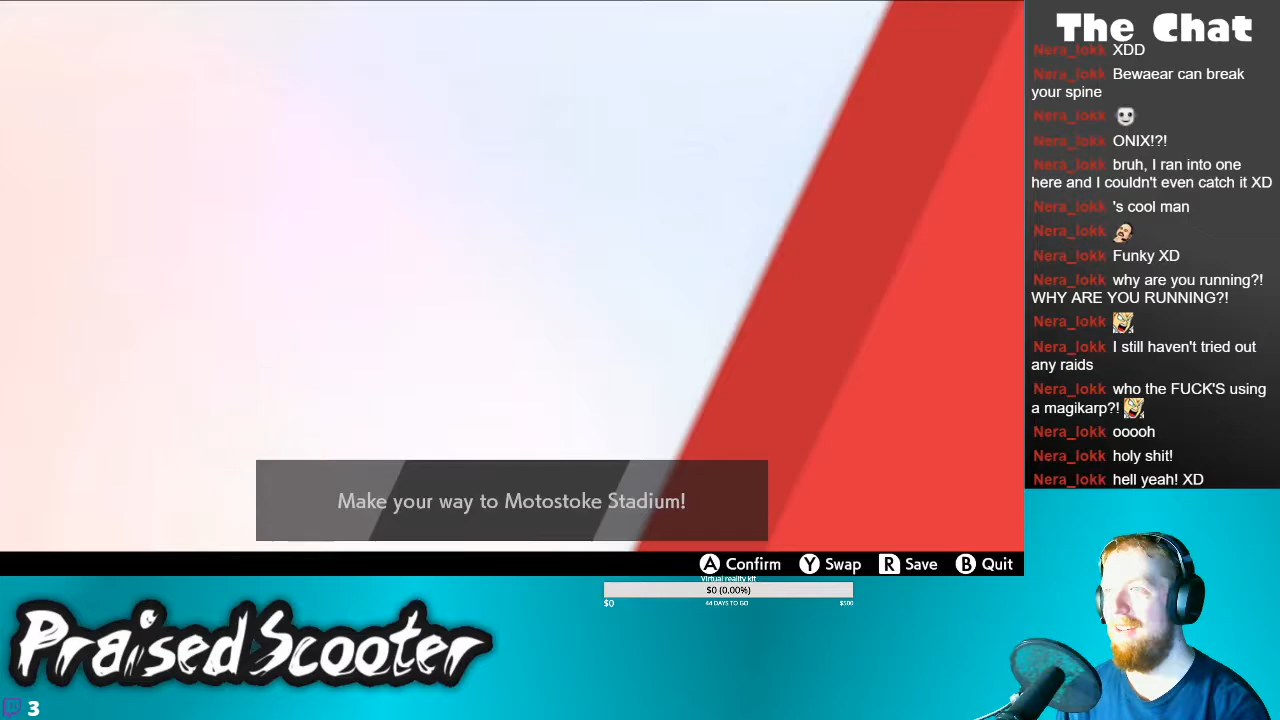 The Chat
Nera_lokk XDD
Nera_lokk Bewaear can break
your spine
Nera_lokk
Nera_lokk ONIX!?!
Nera_lokk bruh, I ran into one
here and I couldn't even catch it XD
Nera_lokk 's cool man
Nera_lokk
Nera_lokk Funky XD
Nera_lokk why are you running?!
WHY ARE YOU RUNNING?!
Nera_lokk
Nera_lokk I still haven't tried out
any raids
Nera_lokk who the FUCK'S using
a magikarp?!
Nera_lokk ooooh
Nera_lokk holy shit!
Nera_lokk hell yeah! XD
Make your way to Motostoke Stadium!
A Confirm Y Swap R Save B Quit
Virtual reality kit
$0 (0.00%)
$0 44 DAYS TO GO $500
PraisedScooter
3